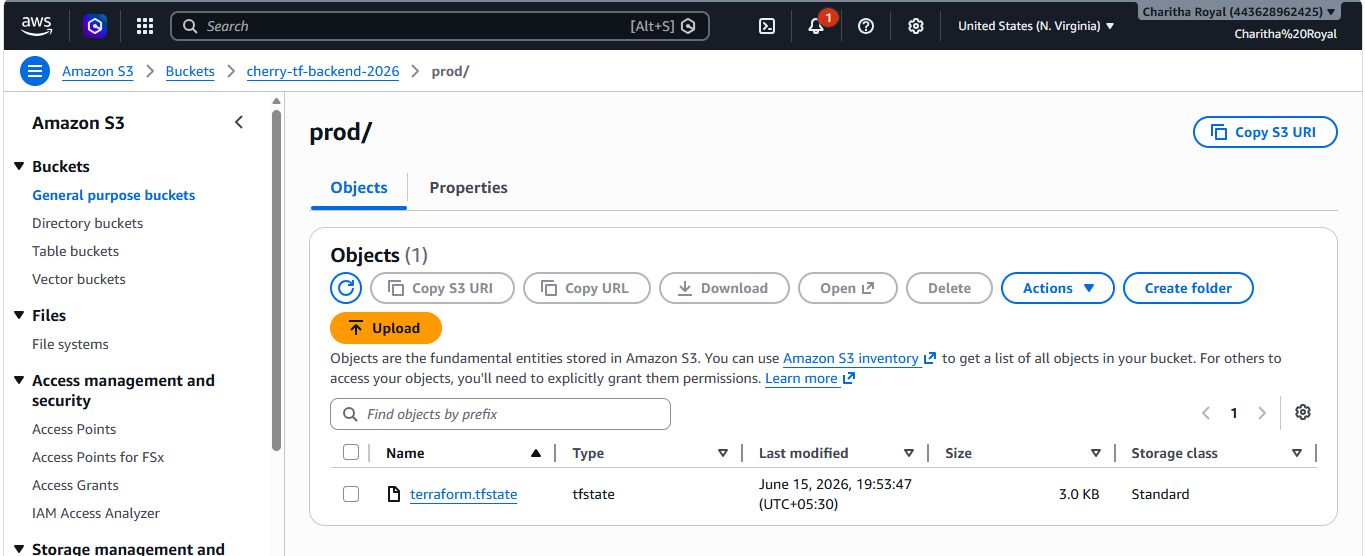 aws
Search
[Alt+S]
1
United States (N. Virginia)
Charitha Royal (443628962425)
Charitha%20Royal
Amazon S3
Buckets
cherry-tf-backend-2026
prod/
Amazon S3
Buckets
General purpose buckets
Directory buckets
Table buckets
Vector buckets
Files
File systems
Access management and
security
Access Points
Access Points for FSx
Access Grants
IAM Access Analyzer
Storage management and
prod/
Copy S3 URI
Objects
Properties
Objects (1)
Copy S3 URI
Copy URL
Download
Open
Delete
Actions
Create folder
Upload
Objects are the fundamental entities stored in Amazon S3. You can use Amazon S3 inventory to get a list of all objects in your bucket. For others to
access your objects, you'll need to explicitly grant them permissions. Learn more
Find objects by prefix
1
Name
Type
Last modified
Size
Storage class
terraform.tfstate
tfstate
June 15, 2026, 19:53:47
(UTC+05:30)
3.0 KB
Standard